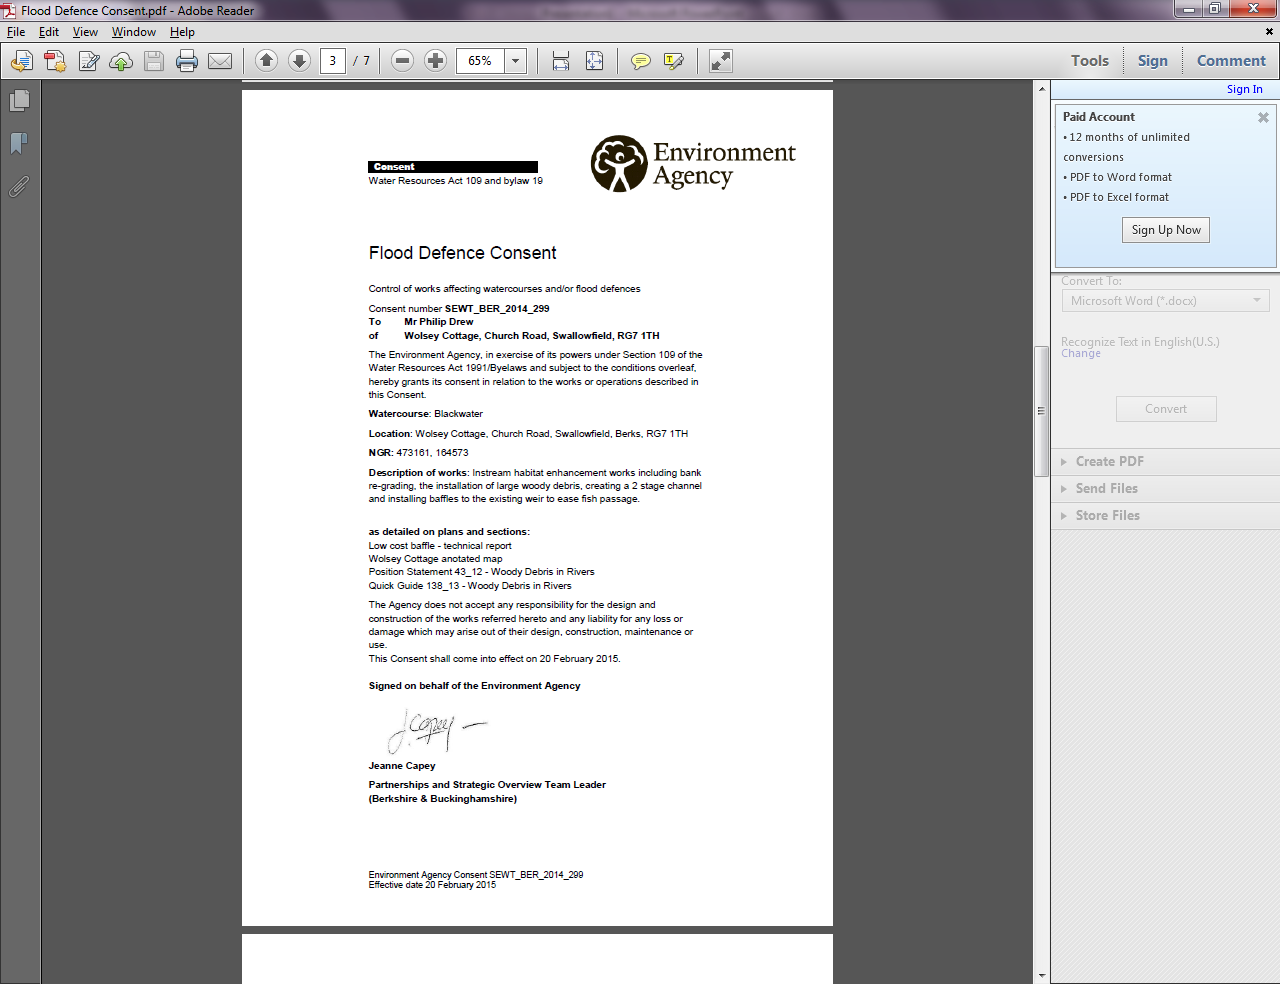 Flood Defence Consent.pdf - Adobe Reader
File Edit View Window Help
3 / 7 65% Tools Sign Comment
Sign In
Paid Account
• 12 months of unlimited
conversions
• PDF to Word format
• PDF to Excel format
Sign Up Now
Convert To:
Microsoft Word (*.docx)
Recognize Text in English(U.S.)
Change
Convert
Create PDF
Send Files
Store Files
Consent
Water Resources Act 109 and bylaw 19
Environment
Agency
Flood Defence Consent
Control of works affecting watercourses and/or flood defences
Consent number SEWT_BER_2014_299
To Mr Philip Drew
of Wolsey Cottage, Church Road, Swallowfield, RG7 1TH
The Environment Agency, in exercise of its powers under Section 109 of the
Water Resources Act 1991/Byelaws and subject to the conditions overleaf,
hereby grants its consent in relation to the works or operations described in
this Consent.
Watercourse: Blackwater
Location: Wolsey Cottage, Church Road, Swallowfield, Berks, RG7 1TH
NGR: 473161, 164573
Description of works: Instream habitat enhancement works including bank
re-grading, the installation of large woody debris, creating a 2 stage channel
and installing baffles to the existing weir to ease fish passage.
as detailed on plans and sections:
Low cost baffle - technical report
Wolsey Cottage anotated map
Position Statement 43_12 - Woody Debris in Rivers
Quick Guide 138_13 - Woody Debris in Rivers
The Agency does not accept any responsibility for the design and
construction of the works referred hereto and any liability for any loss or
damage which may arise out of their design, construction, maintenance or
use.
This Consent shall come into effect on 20 February 2015.
Signed on behalf of the Environment Agency
J. Capey
Jeanne Capey
Partnerships and Strategic Overview Team Leader
(Berkshire & Buckinghamshire)
Environment Agency Consent SEWT_BER_2014_299
Effective date 20 February 2015